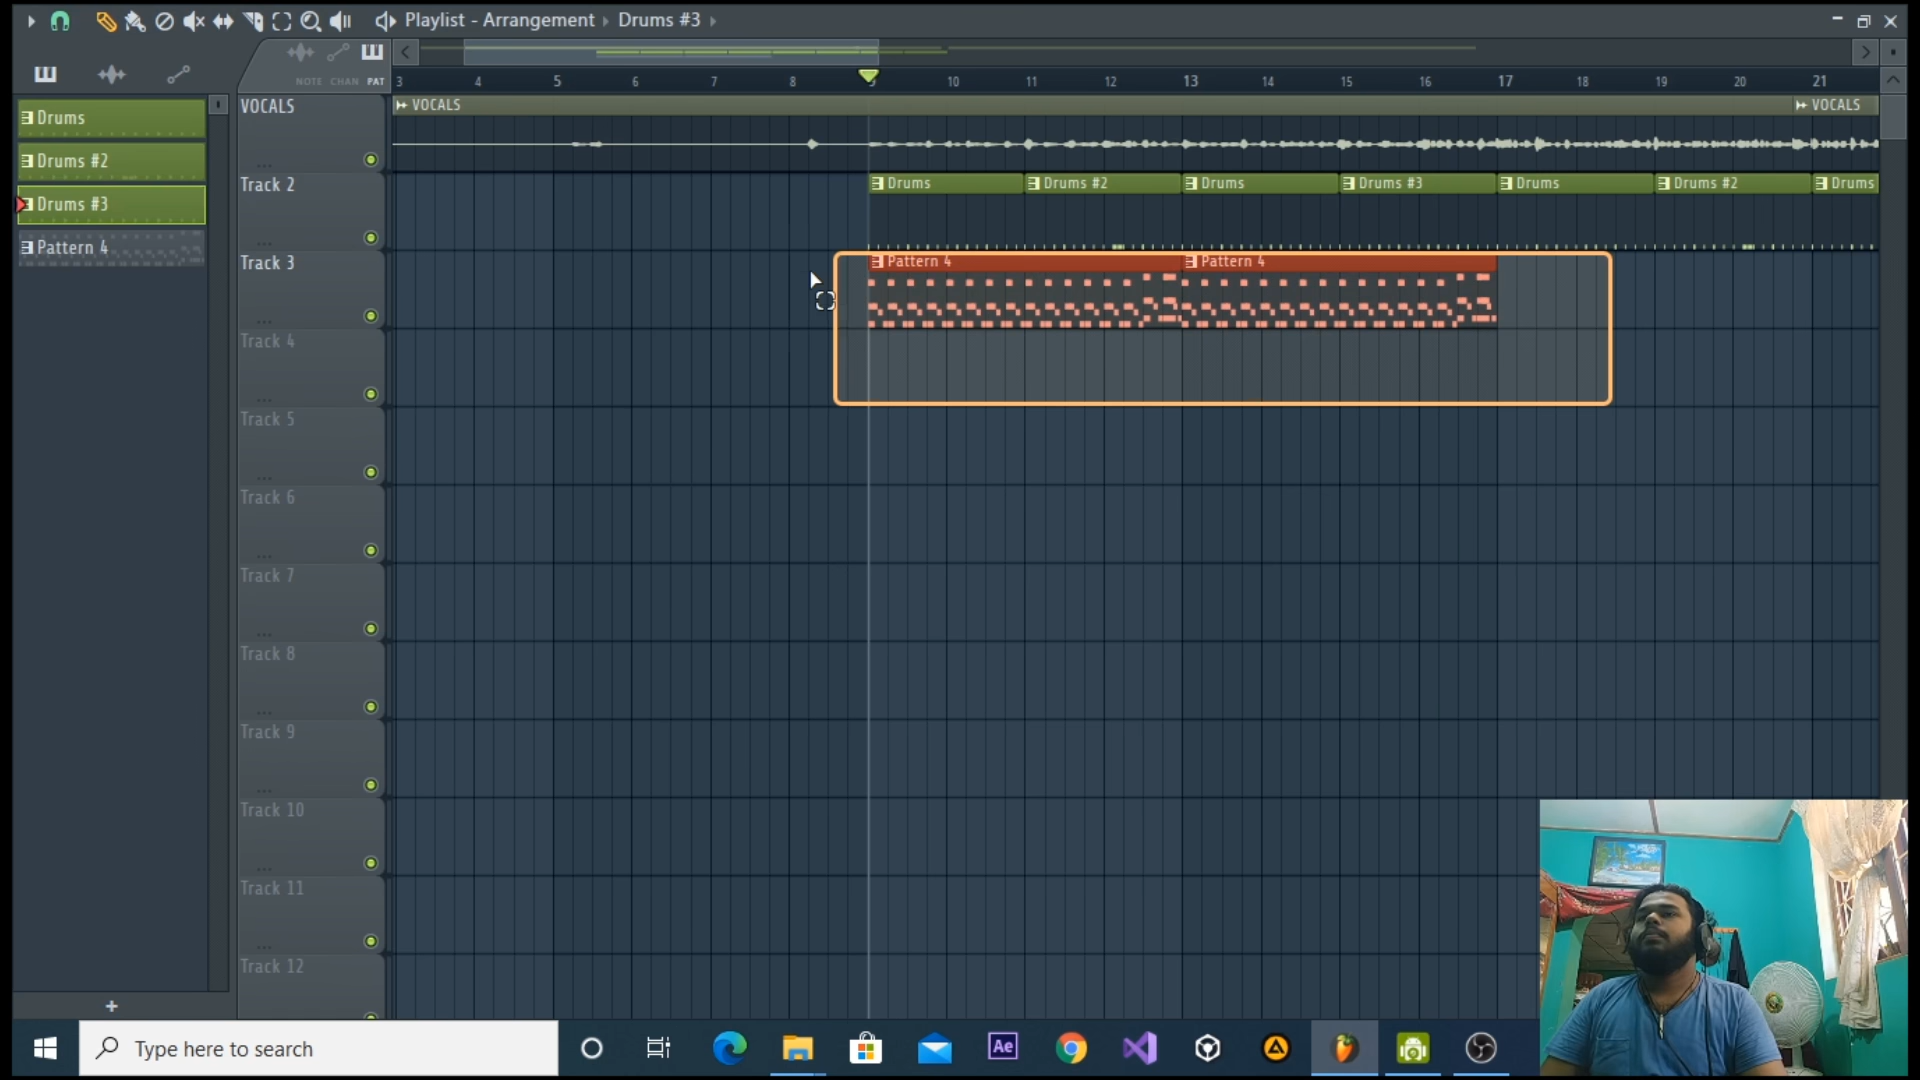 Playlist - Arrangement › Drums #3 ›
NOTE CHAN PAT
3 4 5 6 7 8 9 10 11 12 13 14 15 16 17 18 19 20 21
Drums
Drums #2
Drums #3
Pattern 4
VOCALS
VOCALS
VOCALS
Track 2
Drums
Drums #2
Drums
Drums #3
Drums
Drums #2
Drums
Track 3
Pattern 4
Pattern 4
Track 4
Track 5
Track 6
Track 7
Track 8
Track 9
Track 10
Track 11
Track 12
+
Type here to search
Ae